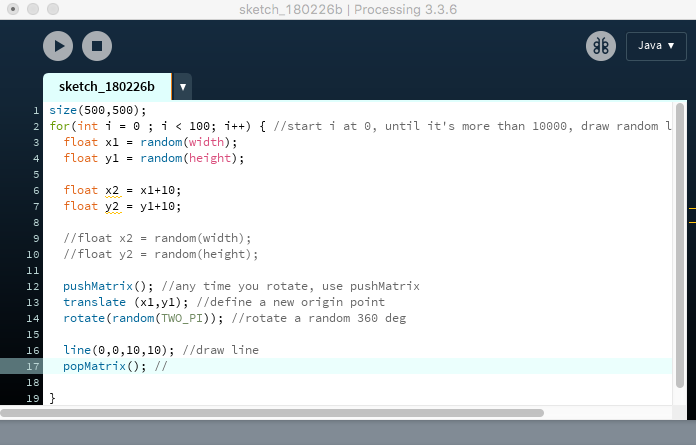 sketch_180226b | Processing 3.3.6
Java ▾
sketch_180226b ▾
1 size(500,500);
2 for(int i = 0 ; i < 100; i++) { //start i at 0, until it's more than 10000, draw random l
3 float x1 = random(width);
4 float y1 = random(height);
5
6 float x2 = x1+10;
7 float y2 = y1+10;
8
9 //float x2 = random(width);
10 //float y2 = random(height);
11
12 pushMatrix(); //any time you rotate, use pushMatrix
13 translate (x1,y1); //define a new origin point
14 rotate(random(TWO_PI)); //rotate a random 360 deg
15
16 line(0,0,10,10); //draw line
17 popMatrix(); //
18
19 }